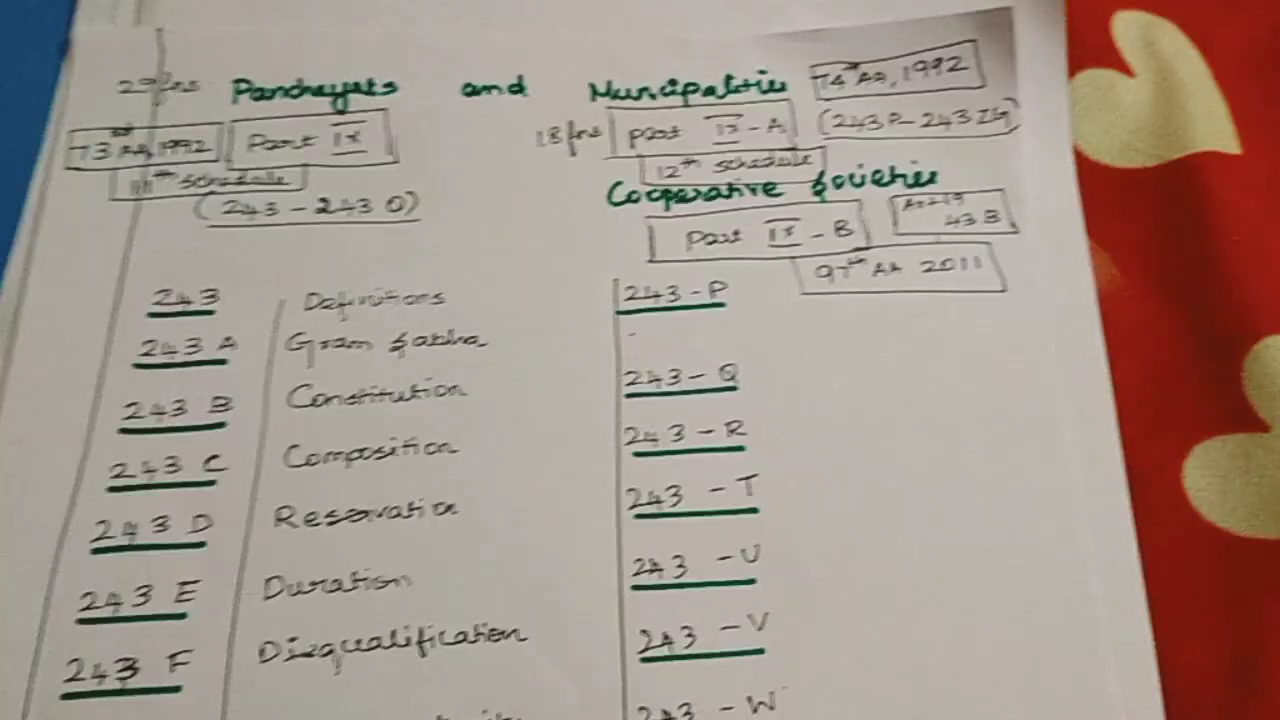 29 fns Panchayats and Municipalities 74th AA, 1992
73rd AA, 1992 Part IX 18 fns Part IX - A (243 P - 243 ZG)
11th Schedule 12th Schedule
(243 - 243 O) Cooperative Societies
Part IX - B 43 B
97th AA 2011
243 Definitions 243 - P
243 A Gram Sabha -
243 B Constitution 243 - Q
243 C Composition 243 - R
243 D Reservation 243 - T
243 E Duration 243 - U
243 F Disqualification 243 - V
243 - W